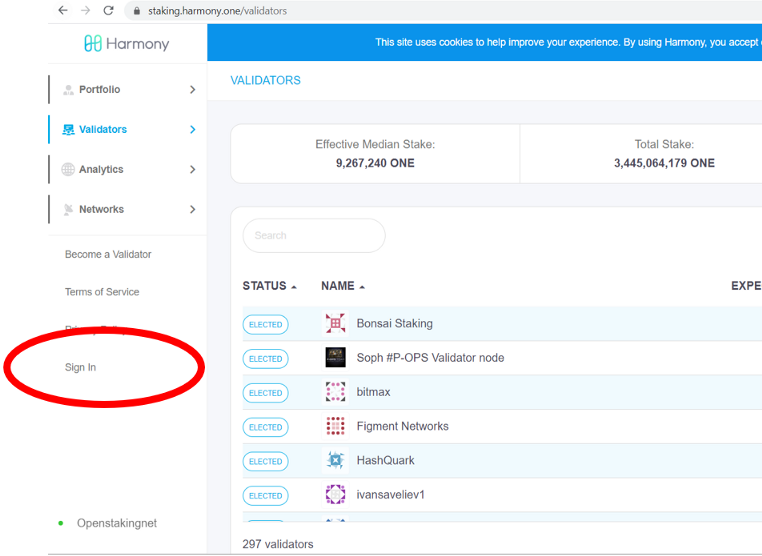 staking.harmony.one/validators
Harmony
This site uses cookies to help improve your experience. By using Harmony, you accept
Portfolio
VALIDATORS
Validators
Effective Median Stake:
9,267,240 ONE
Total Stake:
3,445,064,179 ONE
Analytics
Networks
Search
Become a Validator
Terms of Service
Sign In
STATUS NAME EXPE
ELECTED Bonsai Staking
ELECTED Soph #P-OPS Validator node
ELECTED bitmax
ELECTED Figment Networks
ELECTED HashQuark
ELECTED ivansaveliev1
Openstakingnet
297 validators